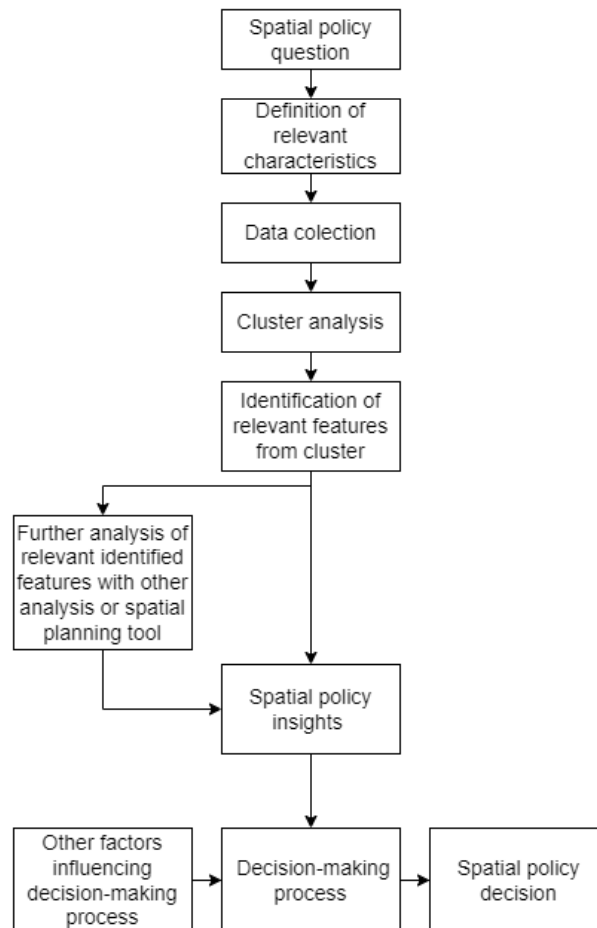 Spatial policy
question
Definition of
relevant
characteristics
Data colection
Cluster analysis
Identification of
relevant features
from cluster
Further analysis of
relevant identified
features with other
analysis or spatial
planning tool
Spatial policy
insights
Other factors
influencing
decision-making
process
Decision-making
process
Spatial policy
decision